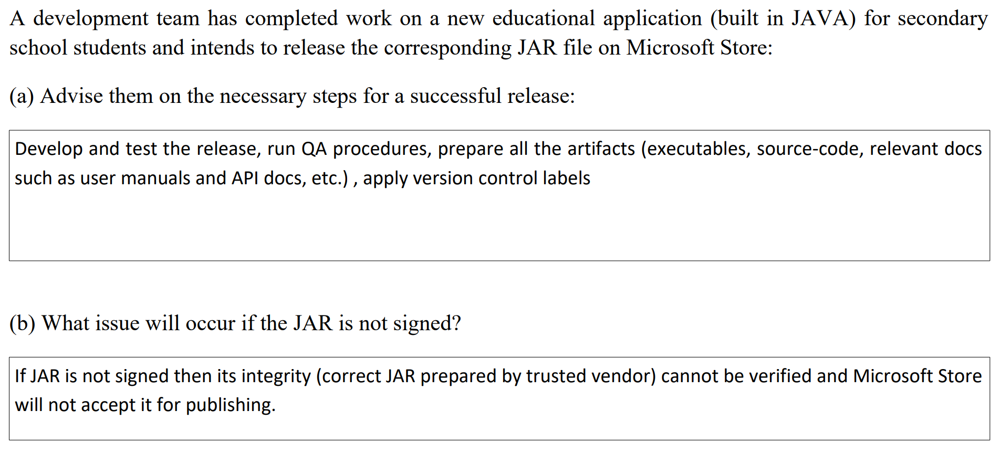 A development team has completed work on a new educational application (built in JAVA) for secondary
school students and intends to release the corresponding JAR file on Microsoft Store:
(a) Advise them on the necessary steps for a successful release:
Develop and test the release, run QA procedures, prepare all the artifacts (executables, source-code, relevant docs
such as user manuals and API docs, etc.) , apply version control labels
(b) What issue will occur if the JAR is not signed?
If JAR is not signed then its integrity (correct JAR prepared by trusted vendor) cannot be verified and Microsoft Store
will not accept it for publishing.